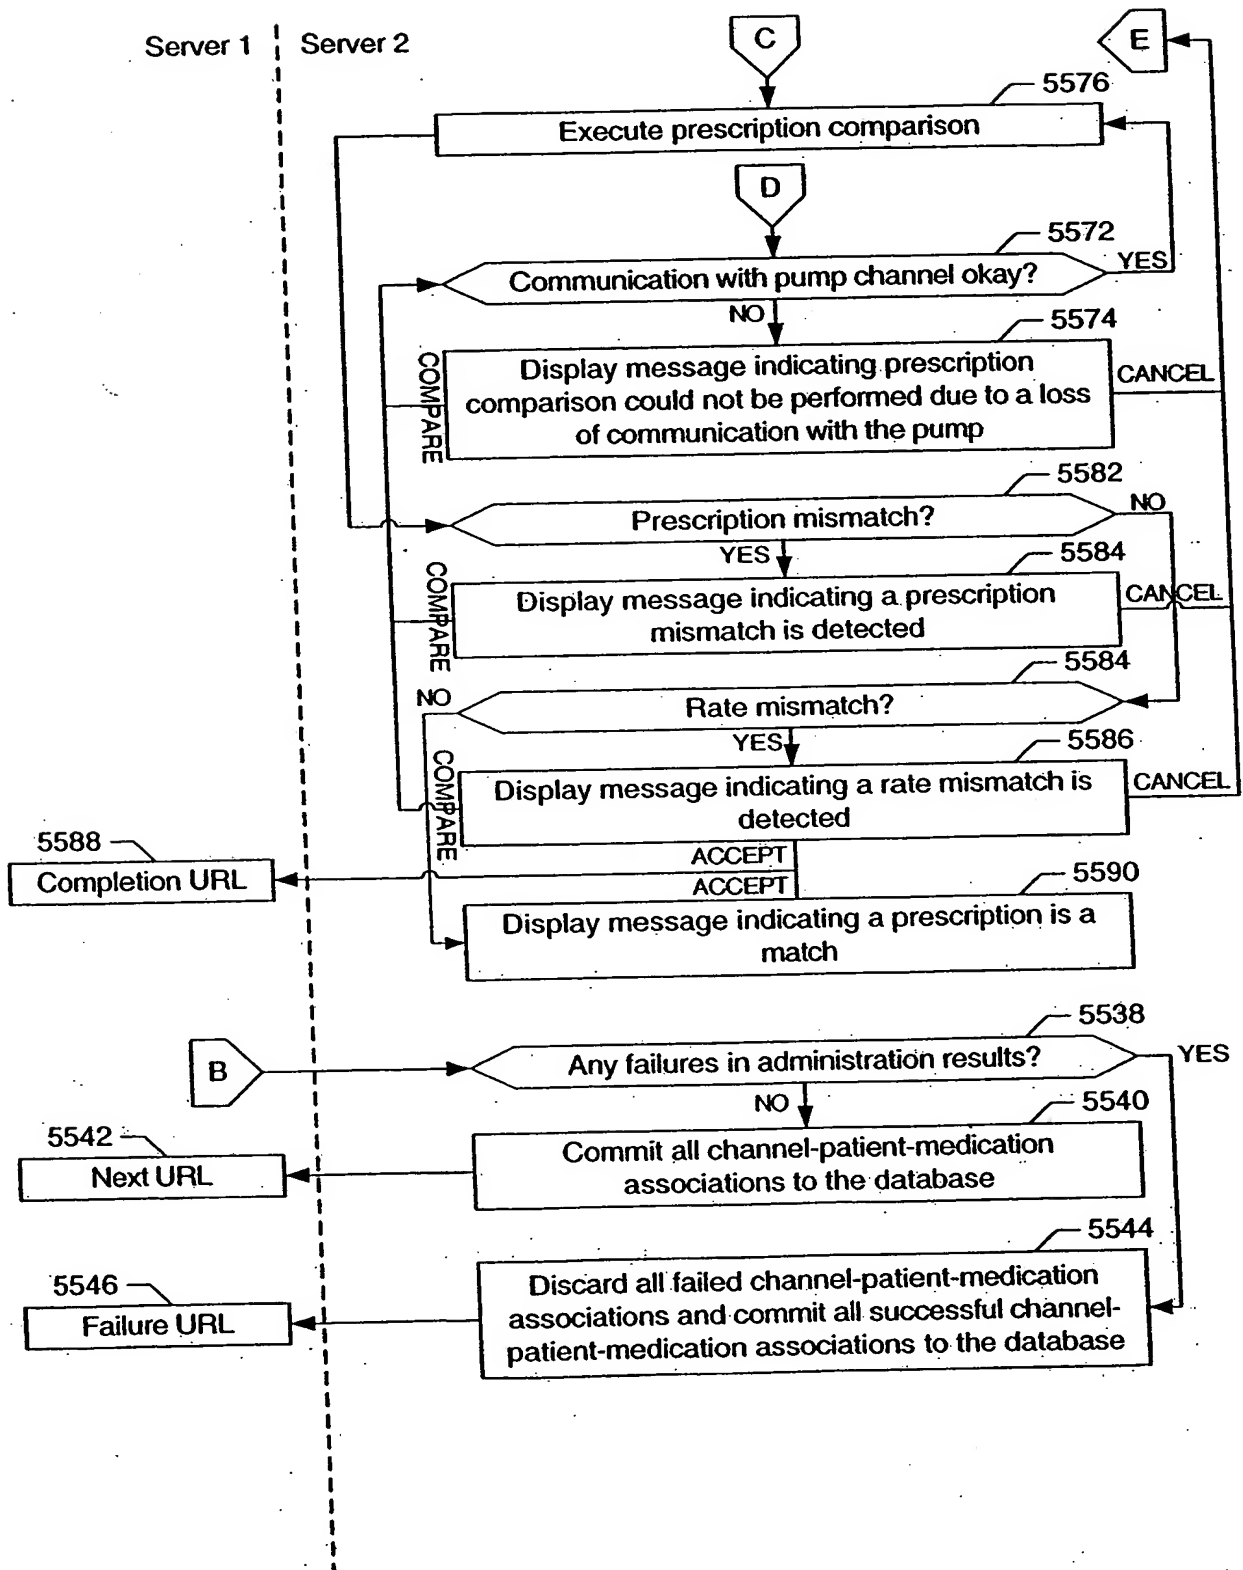 Server 1
Server 2
C
E
5576
Execute prescription comparison
D
5572
Communication with pump channel okay?
YES
NO
5574
Display message indicating prescription
comparison could not be performed due to a loss
of communication with the pump
COMPARE
CANCEL
5582
Prescription mismatch?
NO
YES
5584
Display message indicating a prescription
mismatch is detected
COMPARE
CANCEL
5584
NO
Rate mismatch?
YES
5586
Display message indicating a rate mismatch is
detected
COMPARE
CANCEL
5588
Completion URL
ACCEPT
ACCEPT
5590
Display message indicating a prescription is a
match
5538
B
Any failures in administration results?
YES
NO
5540
5542
Commit all channel-patient-medication
associations to the database
Next URL
5544
5546
Discard all failed channel-patient-medication
associations and commit all successful channel-
patient-medication associations to the database
Failure URL